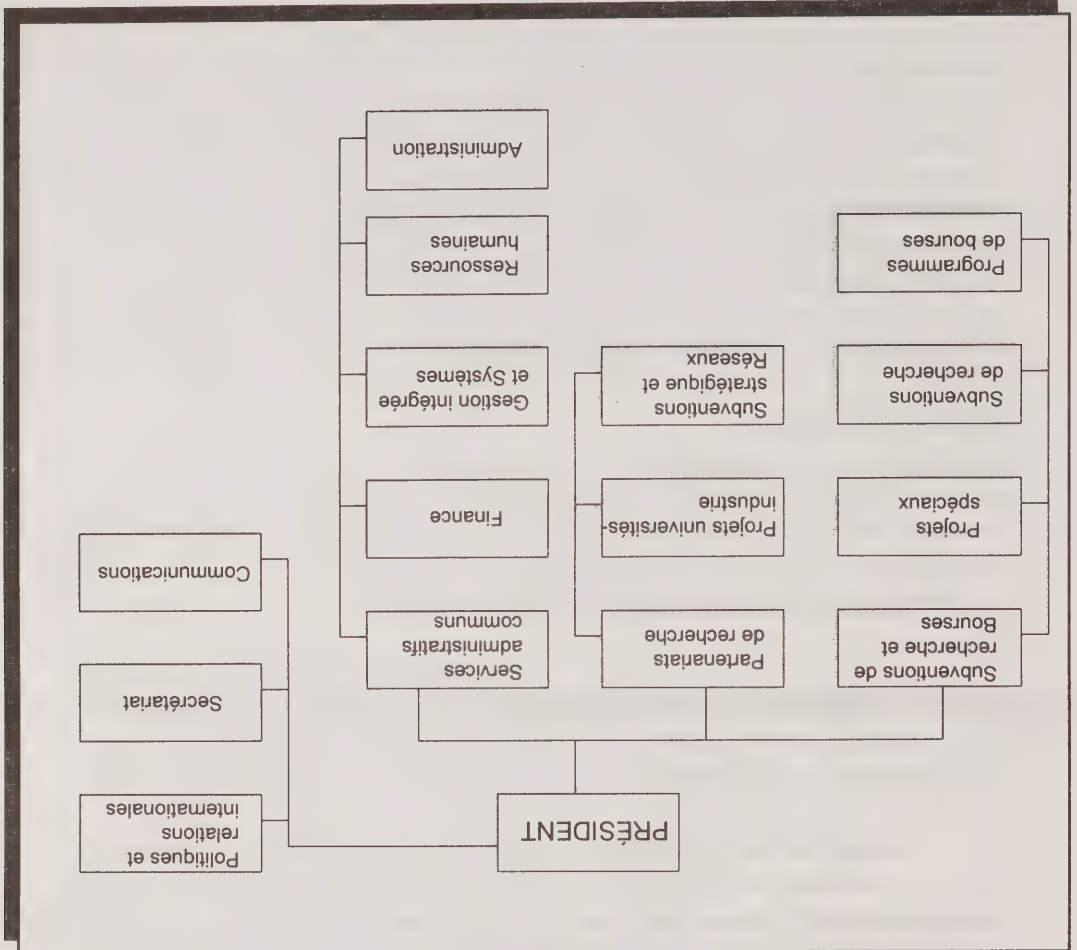 PRÉSIDENT
Politiques et
relations
internationales
Secrétariat
Communications
Subventions de
recherche et
Bourses
Projets
spéciaux
Subventions
de recherche
Programmes
de bourses
Partenariats
de recherche
Projets universités-
industrie
Subventions
stratégique et
Réseaux
Services
administratifs
communs
Finance
Gestion intégrée
et Systèmes
Ressources
humaines
Administration